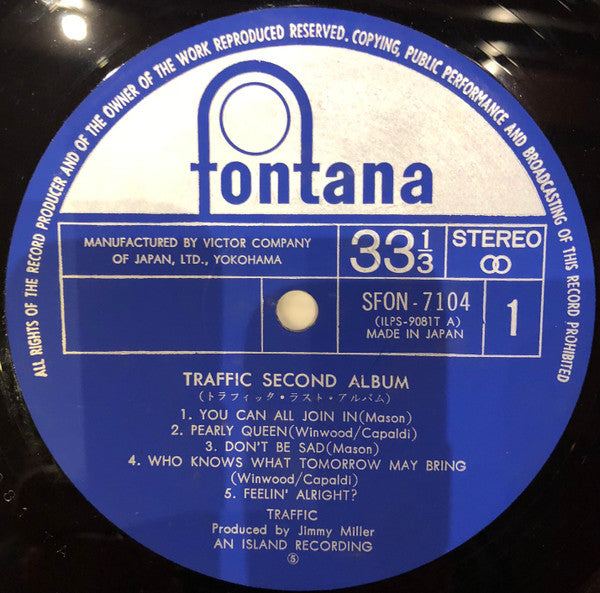 ALL RIGHTS OF THE RECORD PRODUCER AND OF THE OWNER OF THE WORK REPRODUCED RESERVED. COPYING, PUBLIC PERFORMANCE AND BROADCASTING OF THIS RECORD PROHIBITED
fontana
MANUFACTURED BY VICTOR COMPANY
OF JAPAN, LTD., YOKOHAMA
33 1/3
STEREO
SFON-7104
(ILPS-9081T A)
MADE IN JAPAN
1
TRAFFIC SECOND ALBUM
(トラフィック・ラスト・アルバム)
1. YOU CAN ALL JOIN IN(Mason)
2. PEARLY QUEEN(Winwood/Capaldi)
3. DON'T BE SAD(Mason)
4. WHO KNOWS WHAT TOMORROW MAY BRING
(Winwood/Capaldi)
5. FEELIN' ALRIGHT?
TRAFFIC
Produced by Jimmy Miller
AN ISLAND RECORDING
⑤